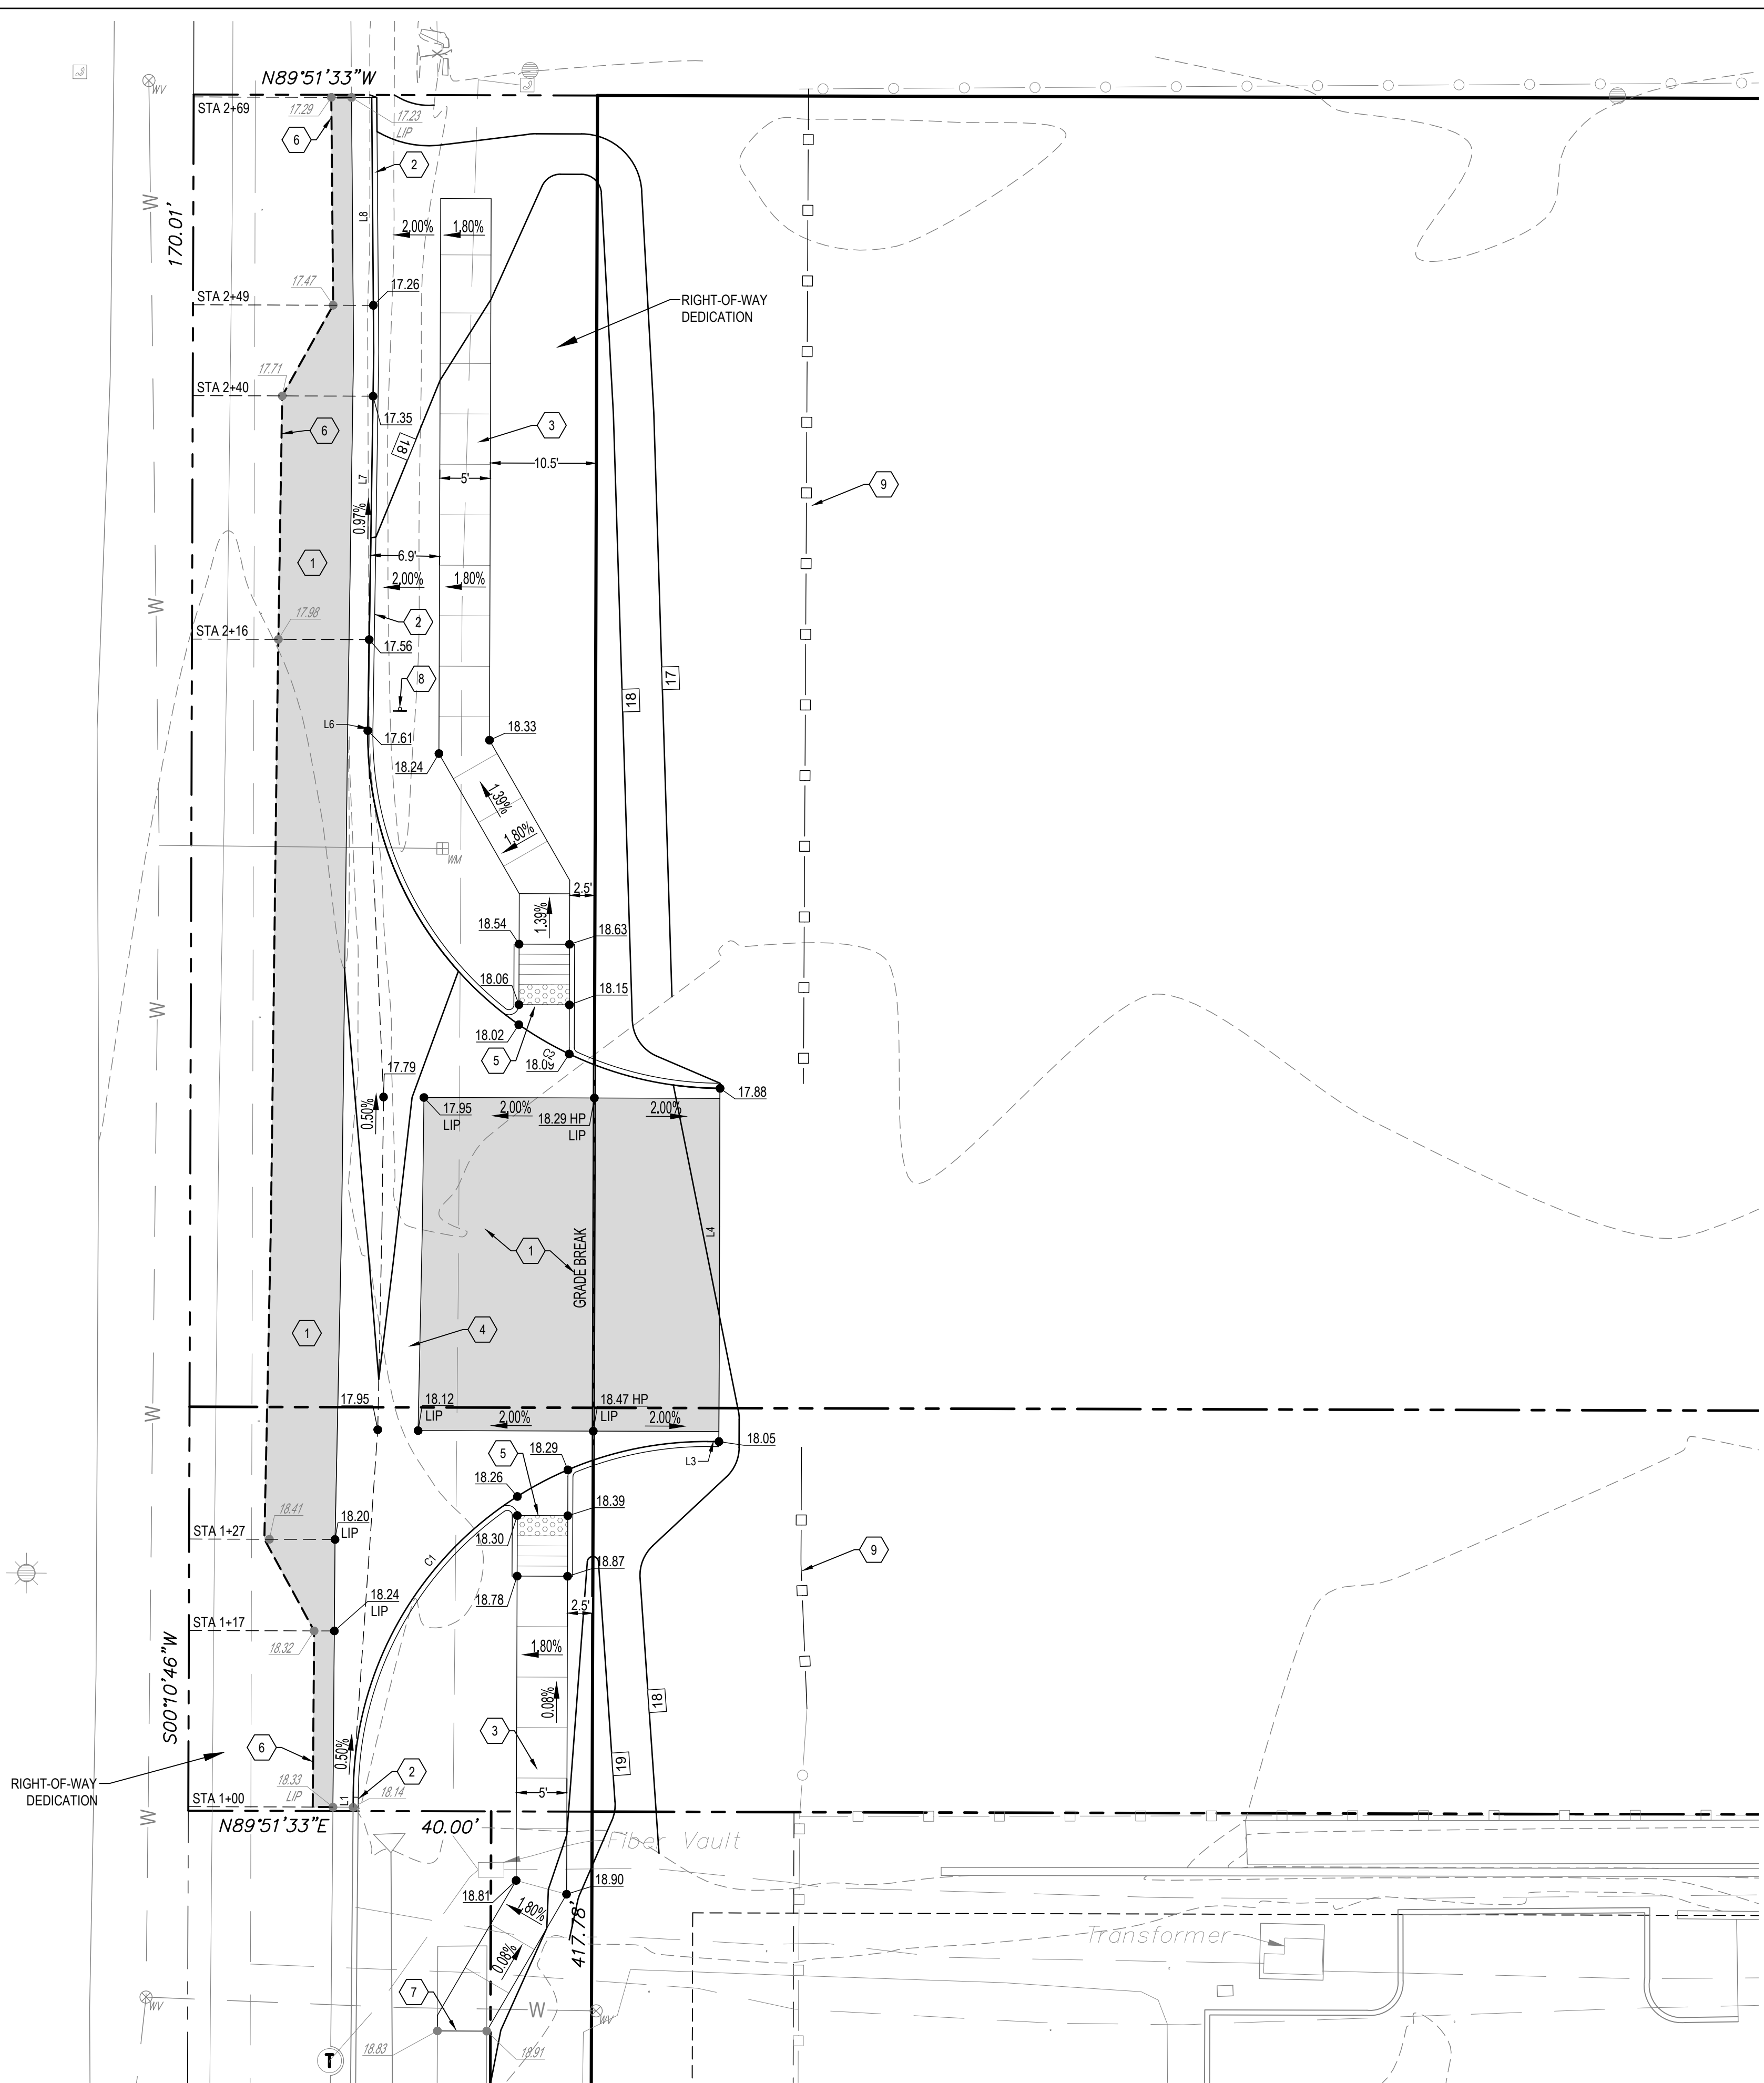 N89°51'33"W
WV
STA 2+69
17.29
17.23
LIP
6
2
W
L8
170.01'
2.00%
1.80%
17.47
STA 2+49
17.26
RIGHT-OF-WAY
DEDICATION
17.71
STA 2+40
17.35
6
3
18
10.5'
L7
5'
9
0.97%
1
6.9'
2.00%
1.80%
W
17.98
2
STA 2+16
17.56
8
17
18
L6
17.61
18.33
18.24
1.39%
1.80%
WM
2.5'
1.39%
18.54
18.63
18.06
18.15
W
18.02
C2
5
18.09
17.79
17.88
0.50%
17.95
LIP
2.00%
18.29 HP
LIP
2.00%
1
GRADE BREAK
L4
1
4
W
17.95
18.12
LIP
2.00%
18.47 HP
LIP
2.00%
5
18.29
18.05
L3
18.26
18.41
18.39
STA 1+27
18.20
LIP
18.30
9
C1
18.87
18.24
LIP
18.78
2.5'
STA 1+17
18.32
1.80%
S00°10'46"W
18
0.08%
3
6
0.50%
19
2
RIGHT-OF-WAY
DEDICATION
18.33
LIP
L1
18.14
5'
STA 1+00
N89°51'33"E
40.00'
W
Fiber Vault
18.81
18.90
1.80%
417.78'
Transformer
0.08%
7
WV
W
WV
18.83
18.91
T